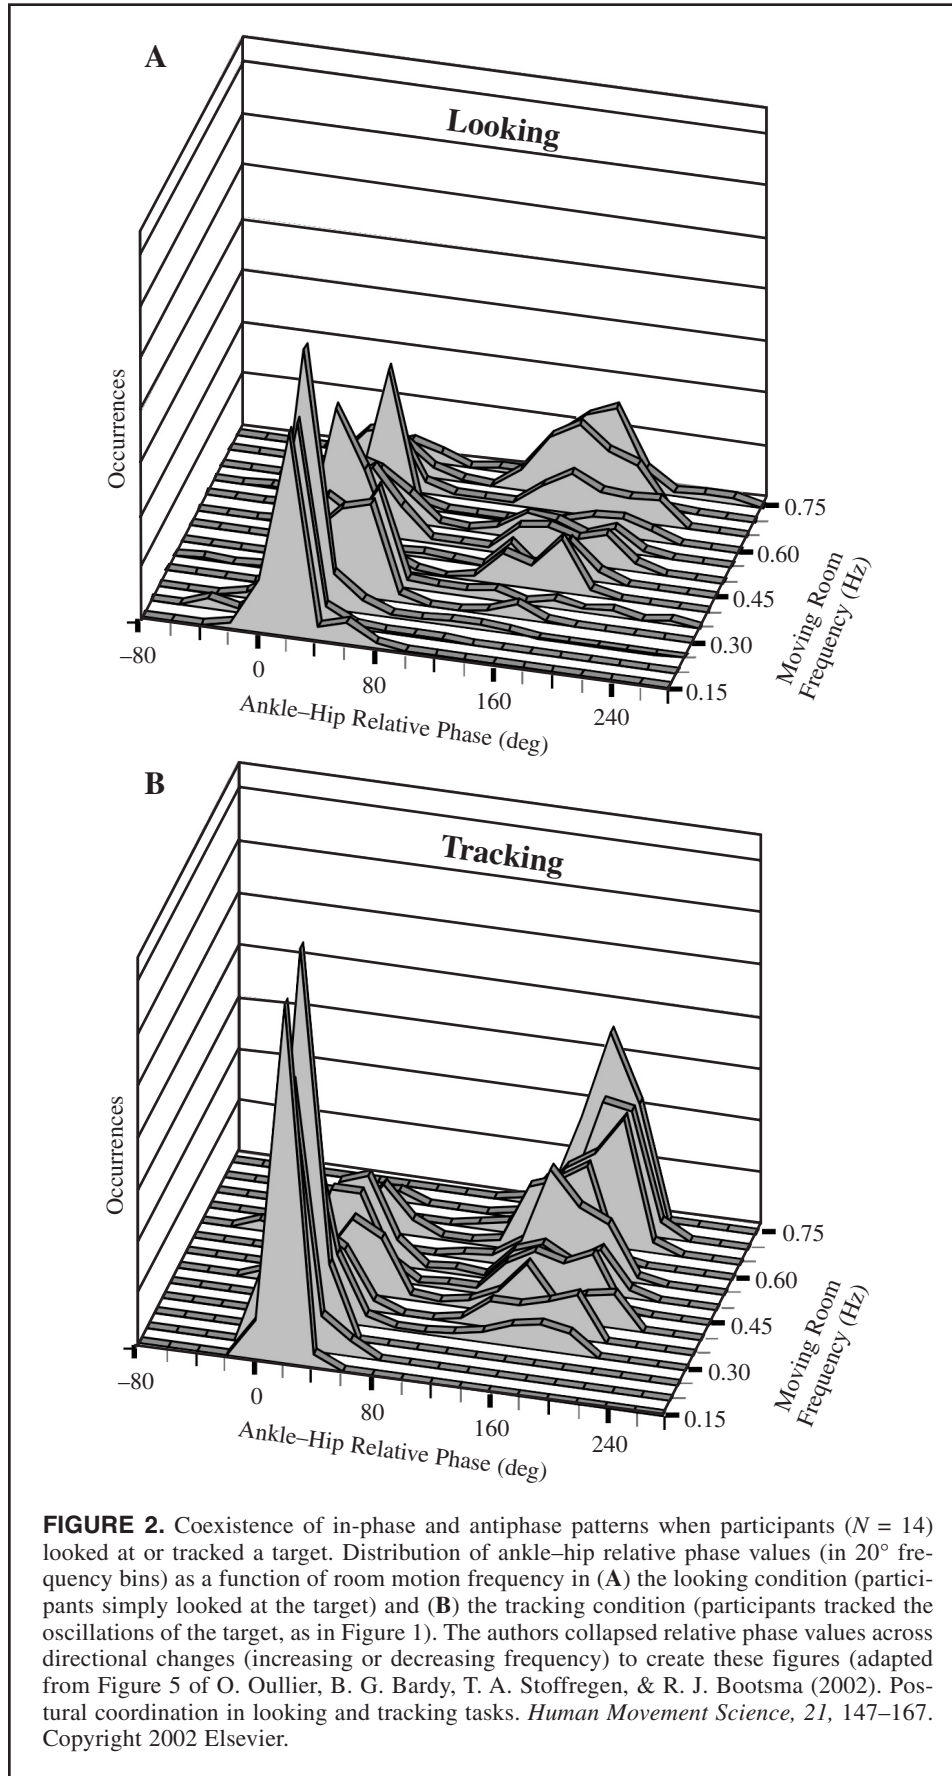 A
Looking
Occurrences
0.75
0.60
0.45
0.30
0.15
Moving Room
Frequency (Hz)
–80
0
80
160
240
Ankle–Hip Relative Phase (deg)
B
Tracking
Occurrences
0.75
0.60
0.45
0.30
0.15
Moving Room
Frequency (Hz)
–80
0
80
160
240
Ankle–Hip Relative Phase (deg)
FIGURE 2. Coexistence of in-phase and antiphase patterns when participants (N = 14)
looked at or tracked a target. Distribution of ankle–hip relative phase values (in 20° fre-
quency bins) as a function of room motion frequency in (A) the looking condition (partici-
pants simply looked at the target) and (B) the tracking condition (participants tracked the
oscillations of the target, as in Figure 1). The authors collapsed relative phase values across
directional changes (increasing or decreasing frequency) to create these figures (adapted
from Figure 5 of O. Oullier, B. G. Bardy, T. A. Stoffregen, & R. J. Bootsma (2002). Pos-
tural coordination in looking and tracking tasks. Human Movement Science, 21, 147–167.
Copyright 2002 Elsevier.